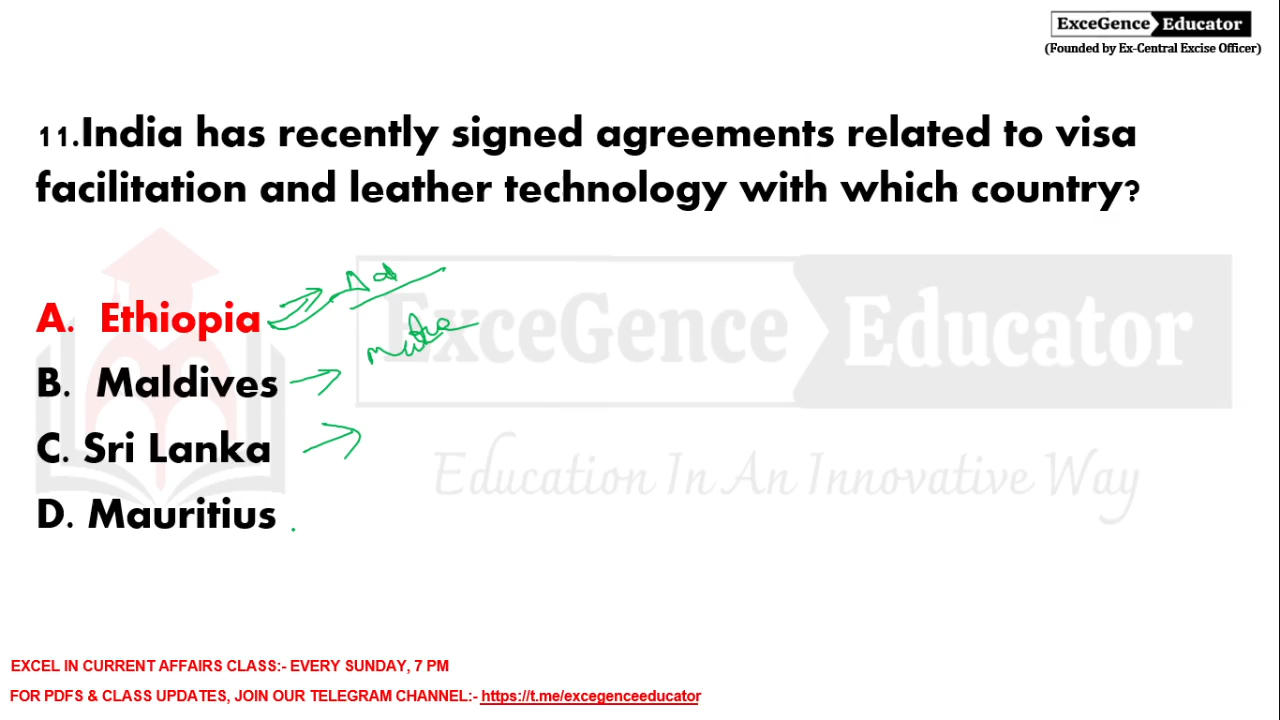 ExceGence Educator
(Founded by Ex-Central Excise Officer)
11.India has recently signed agreements related to visa
facilitation and leather technology with which country?
A. Ethiopia
B. Maldives
C. Sri Lanka
D. Mauritius
ExceGence Educator
Education In An Innovative Way
EXCEL IN CURRENT AFFAIRS CLASS:- EVERY SUNDAY, 7 PM
FOR PDFS & CLASS UPDATES, JOIN OUR TELEGRAM CHANNEL:- https://t.me/excegenceeducator